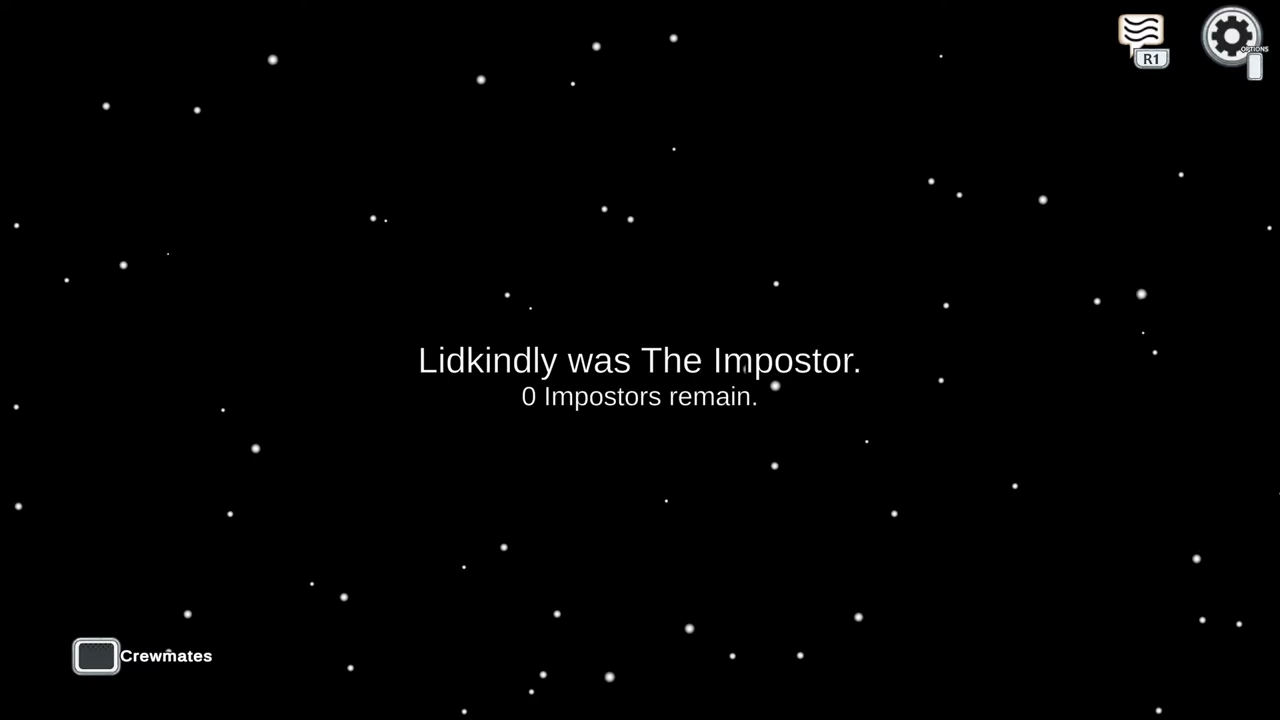 R1
OPTIONS
Lidkindly was The Impostor.
0 Impostors remain.
Crewmates